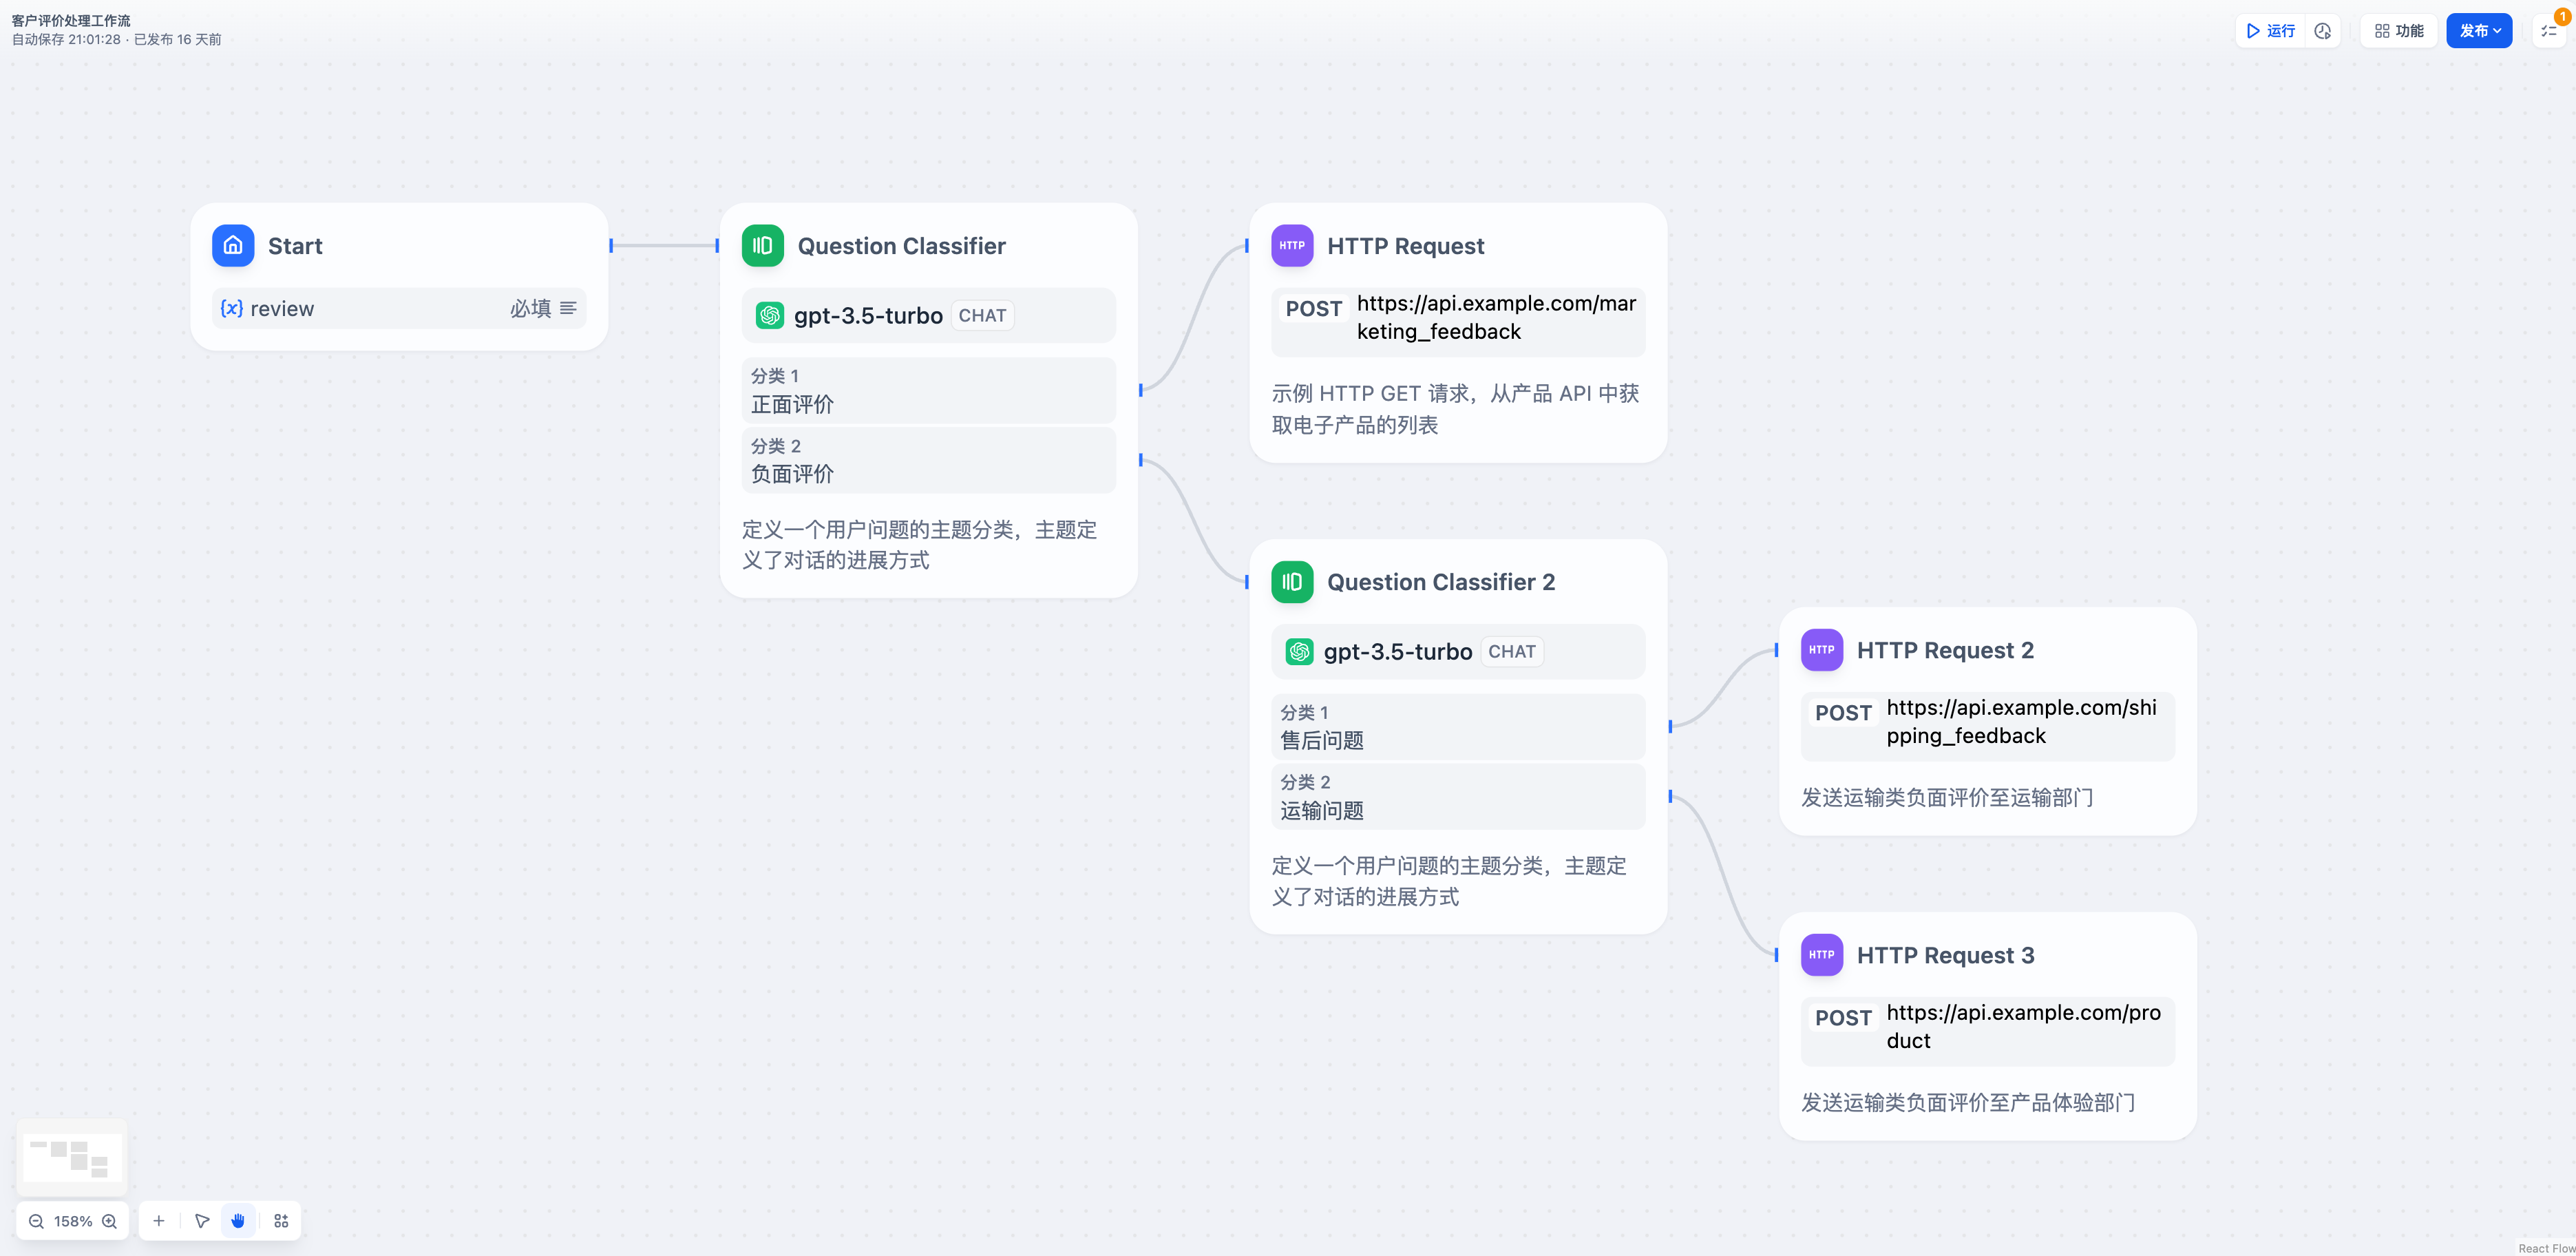 客户评价处理工作流
自动保存 21:01:28 · 已发布 16 天前
运行
功能
发布
1
Start
{x} review
必填
Question Classifier
gpt-3.5-turbo CHAT
分类 1
正面评价
分类 2
负面评价
定义一个用户问题的主题分类，主题定
义了对话的进展方式
HTTP
HTTP Request
POST
https://api.example.com/mar
keting_feedback
示例 HTTP GET 请求，从产品 API 中获
取电子产品的列表
Question Classifier 2
gpt-3.5-turbo CHAT
分类 1
售后问题
分类 2
运输问题
定义一个用户问题的主题分类，主题定
义了对话的进展方式
HTTP
HTTP Request 2
POST
https://api.example.com/shi
pping_feedback
发送运输类负面评价至运输部门
HTTP
HTTP Request 3
POST
https://api.example.com/pro
duct
发送运输类负面评价至产品体验部门
158%
React Flow